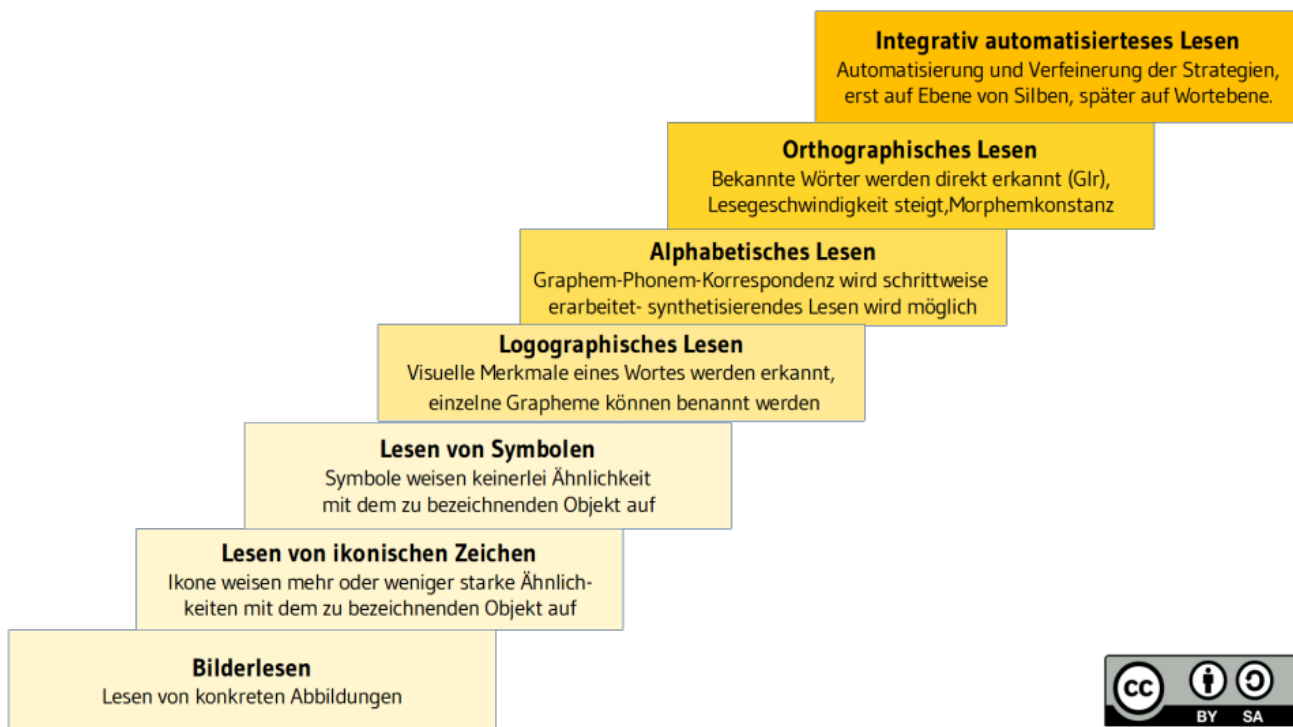 Integrativ automatisierteses Lesen
Automatisierung und Verfeinerung der Strategien,
erst auf Ebene von Silben, später auf Wortebene.
Orthographisches Lesen
Bekannte Wörter werden direkt erkannt (Glr),
Lesegeschwindigkeit steigt,Morphemkonstanz
Alphabetisches Lesen
Graphem-Phonem-Korrespondenz wird schrittweise
erarbeitet- synthetisierendes Lesen wird möglich
Logographisches Lesen
Visuelle Merkmale eines Wortes werden erkannt,
einzelne Grapheme können benannt werden
Lesen von Symbolen
Symbole weisen keinerlei Ähnlichkeit
mit dem zu bezeichnenden Objekt auf
Lesen von ikonischen Zeichen
Ikone weisen mehr oder weniger starke Ähnlich-
keiten mit dem zu bezeichnenden Objekt auf
Bilderlesen
Lesen von konkreten Abbildungen
cc
BY SA